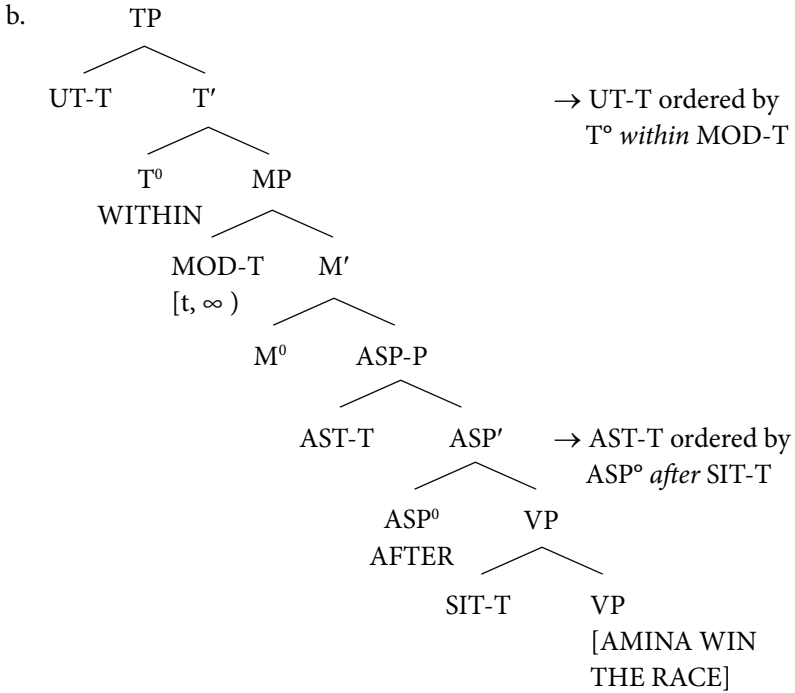 b.
TP
UT-T T′
→ UT-T ordered by
T° within MOD-T
T⁰ MP
WITHIN
MOD-T M′
[t, ∞ )
M⁰ ASP-P
AST-T ASP′
→ AST-T ordered by
ASP° after SIT-T
ASP⁰ VP
AFTER
SIT-T VP
[AMINA WIN
THE RACE]